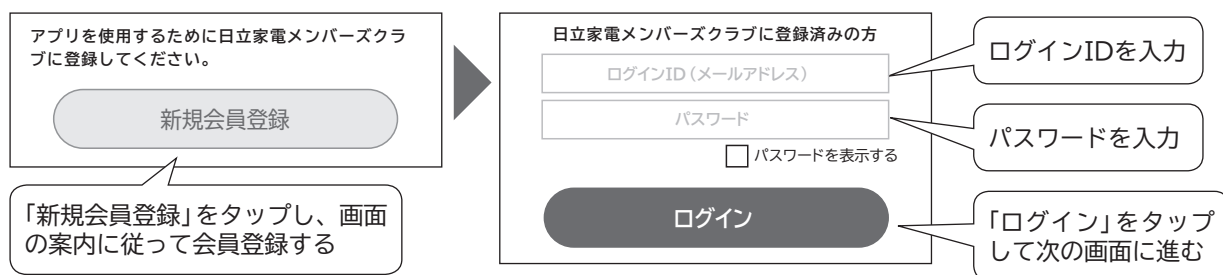 アプリを使用するために日立家電メンバーズクラ
ブに登録してください。
新規会員登録
「新規会員登録」をタップし、画面
の案内に従って会員登録する
日立家電メンバーズクラブに登録済みの方
ログインID（メールアドレス）
パスワード
パスワードを表示する
ログイン
ログインIDを入力
パスワードを入力
「ログイン」をタップ
して次の画面に進む